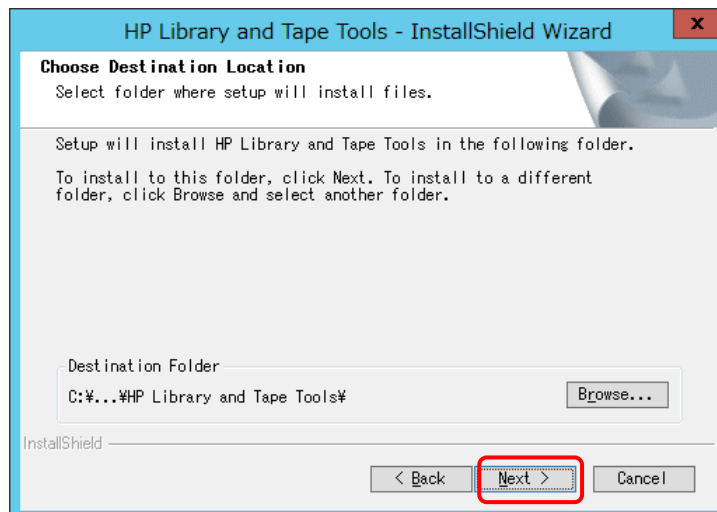 HP Library and Tape Tools - InstallShield Wizard
x
Choose Destination Location
Select folder where setup will install files.
Setup will install HP Library and Tape Tools in the following folder.
To install to this folder, click Next. To install to a different
folder, click Browse and select another folder.
Destination Folder
C:¥...¥HP Library and Tape Tools¥
Browse...
InstallShield
< Back
Next >
Cancel